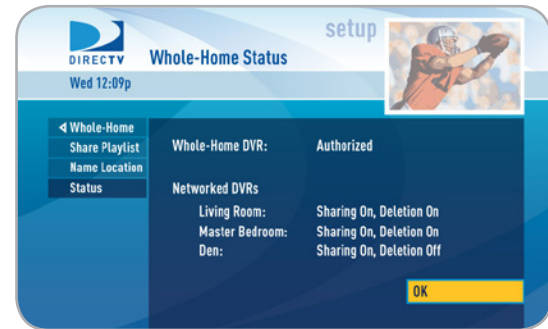 setup
DIRECTV
Whole-Home Status
Wed 12:09p
Whole-Home
Share Playlist
Name Location
Status
Whole-Home DVR: Authorized
Networked DVRs
Living Room: Sharing On, Deletion On
Master Bedroom: Sharing On, Deletion On
Den: Sharing On, Deletion Off
OK